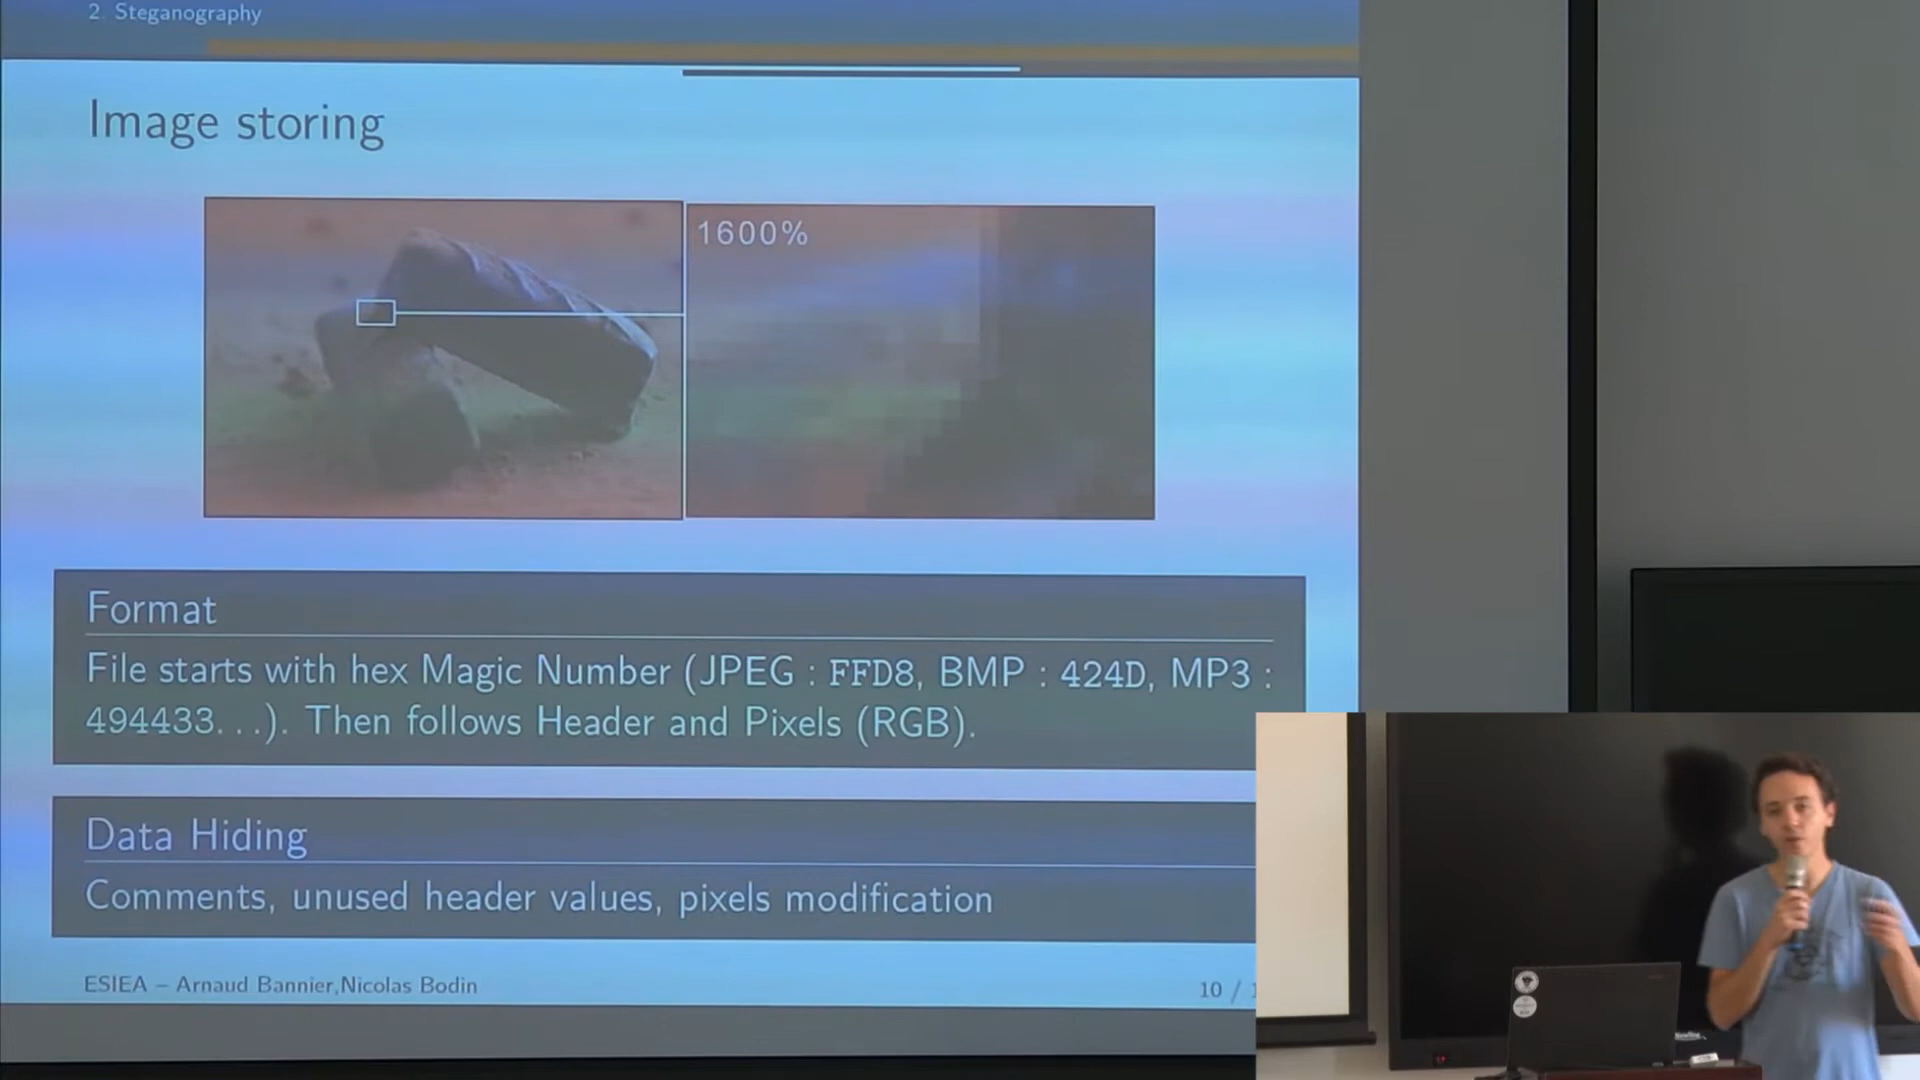 2. Steganography
Image storing
1600%
Format
File starts with hex Magic Number (JPEG : FFD8, BMP : 424D, MP3 :
494433...). Then follows Header and Pixels (RGB).
Data Hiding
Comments, unused header values, pixels modification
ESIEA – Arnaud Bannier,Nicolas Bodin
10 /